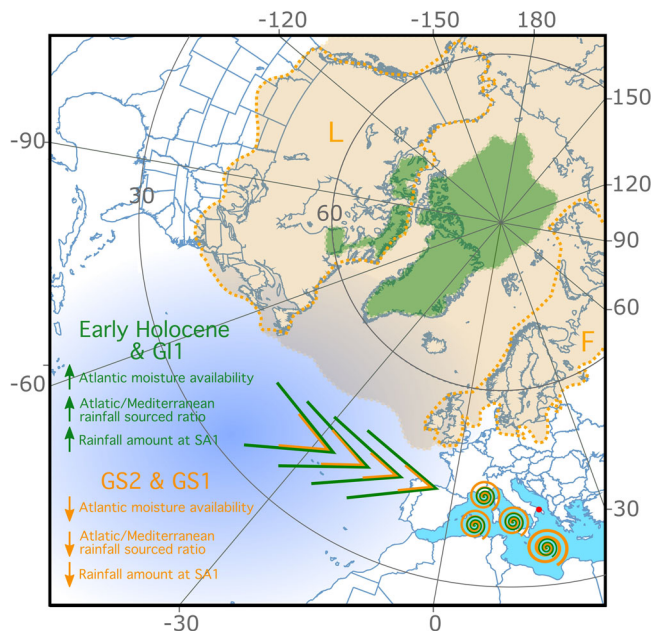 -120
-150
180
-90
150
L
30
120
60
90
60
Early Holocene
& GI1
F
Atlantic moisture availability
-60
Atlatic/Mediterranean
rainfall sourced ratio
Rainfall amount at SA1
GS2 & GS1
Atlantic moisture availability
30
Atlatic/Mediterranean
rainfall sourced ratio
Rainfall amount at SA1
-30
0